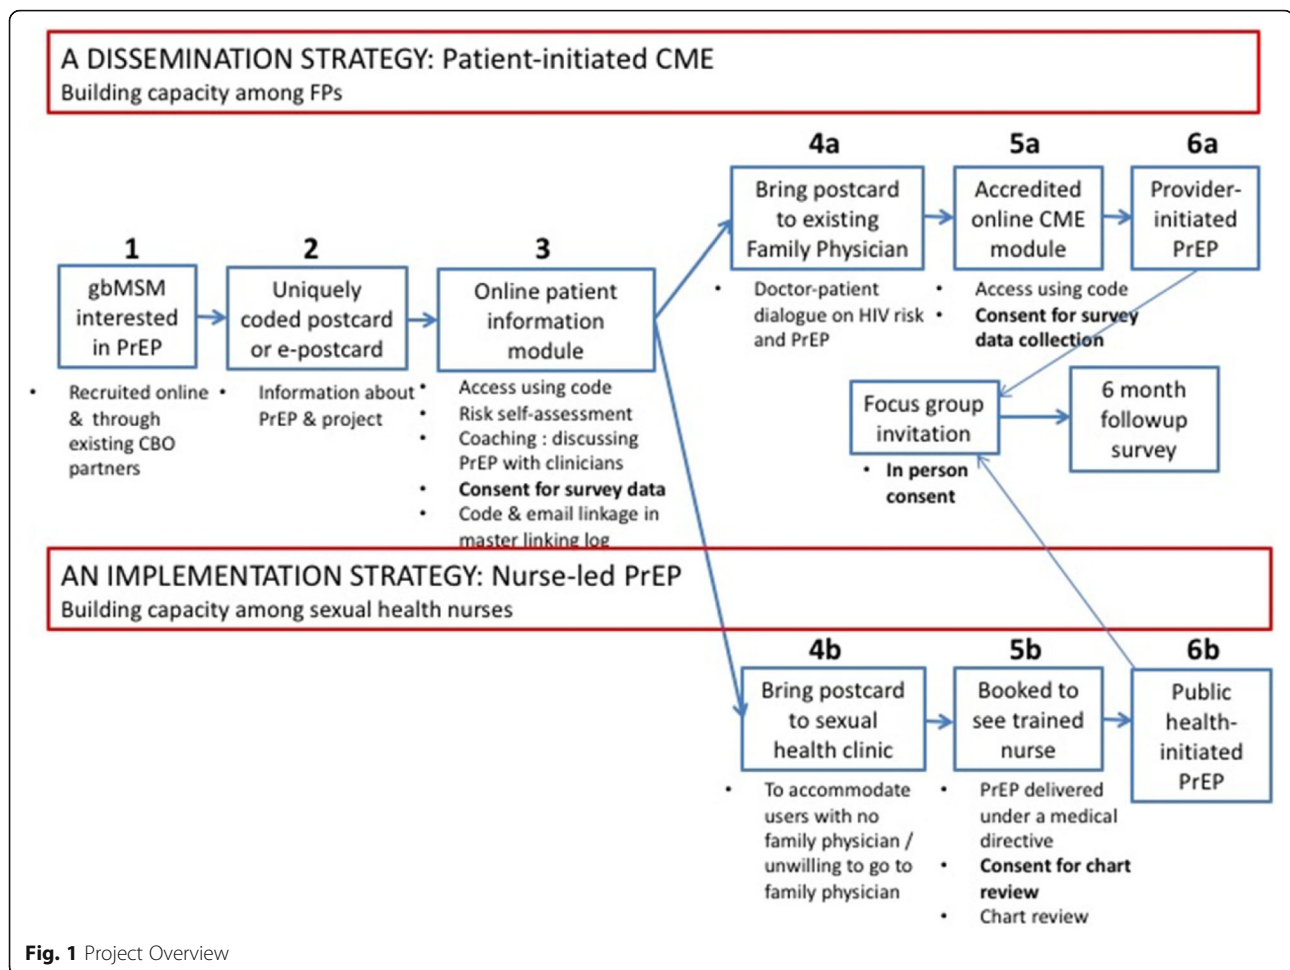 A DISSEMINATION STRATEGY: Patient-initiated CME
Building capacity among FPs
1
gbMSM
interested
in PrEP
• Recruited online
& through
existing CBO
partners
2
Uniquely
coded postcard
or e-postcard
• Information about
PrEP & project
3
Online patient
information
module
• Access using code
• Risk self-assessment
• Coaching : discussing
PrEP with clinicians
• Consent for survey data
• Code & email linkage in
master linking log
4a
Bring postcard
to existing
Family Physician
• Doctor-patient
dialogue on HIV risk
and PrEP
5a
Accredited
online CME
module
• Access using code
• Consent for survey
data collection
6a
Provider-
initiated
PrEP
Focus group
invitation
• In person
consent
6 month
followup
survey
AN IMPLEMENTATION STRATEGY: Nurse-led PrEP
Building capacity among sexual health nurses
4b
Bring postcard
to sexual
health clinic
• To accommodate
users with no
family physician /
unwilling to go to
family physician
5b
Booked to
see trained
nurse
• PrEP delivered
under a medical
directive
• Consent for chart
review
• Chart review
6b
Public
health-
initiated
PrEP
Fig. 1 Project Overview